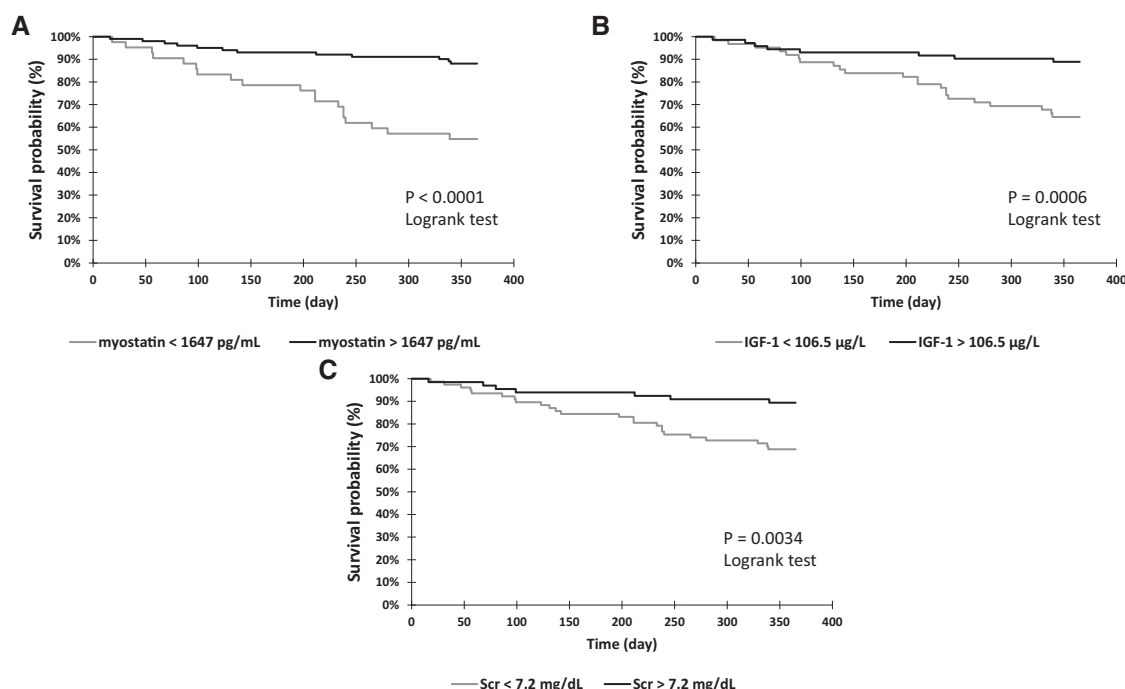 A
Survival probability (%)
100%
90%
80%
70%
60%
50%
40%
30%
20%
10%
0%
P < 0.0001
Logrank test
0 50 100 150 200 250 300 350 400
Time (day)
myostatin < 1647 pg/mL myostatin > 1647 pg/mL
B
Survival probability (%)
100%
90%
80%
70%
60%
50%
40%
30%
20%
10%
0%
P = 0.0006
Logrank test
0 50 100 150 200 250 300 350 400
Time (day)
IGF-1 < 106.5 µg/L IGF-1 > 106.5 µg/L
C
Survival probability (%)
100%
90%
80%
70%
60%
50%
40%
30%
20%
10%
0%
P = 0.0034
Logrank test
0 50 100 150 200 250 300 350 400
Time (day)
Scr < 7.2 mg/dL Scr > 7.2 mg/dL